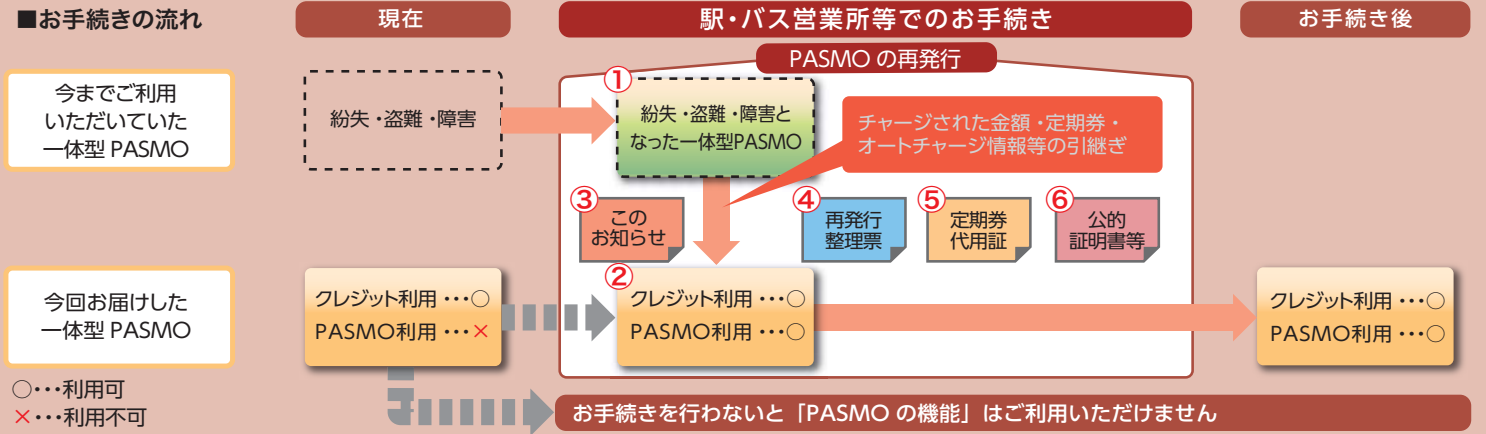 ■お手続きの流れ
現在
駅・バス営業所等でのお手続き
お手続き後
PASMO の再発行
今までご利用
いただいていた
一体型 PASMO
紛失・盗難・障害
①
紛失・盗難・障害と
なった一体型PASMO
チャージされた金額・定期券・
オートチャージ情報等の引継ぎ
③
この
お知らせ
④
再発行
整理票
⑤
定期券
代用証
⑥
公的
証明書等
今回お届けした
一体型 PASMO
クレジット利用・・・○
PASMO利用・・・×
②
クレジット利用・・・○
PASMO利用・・・○
クレジット利用・・・○
PASMO利用・・・○
○・・・利用可
×・・・利用不可
お手続きを行わないと「PASMO の機能」はご利用いただけません